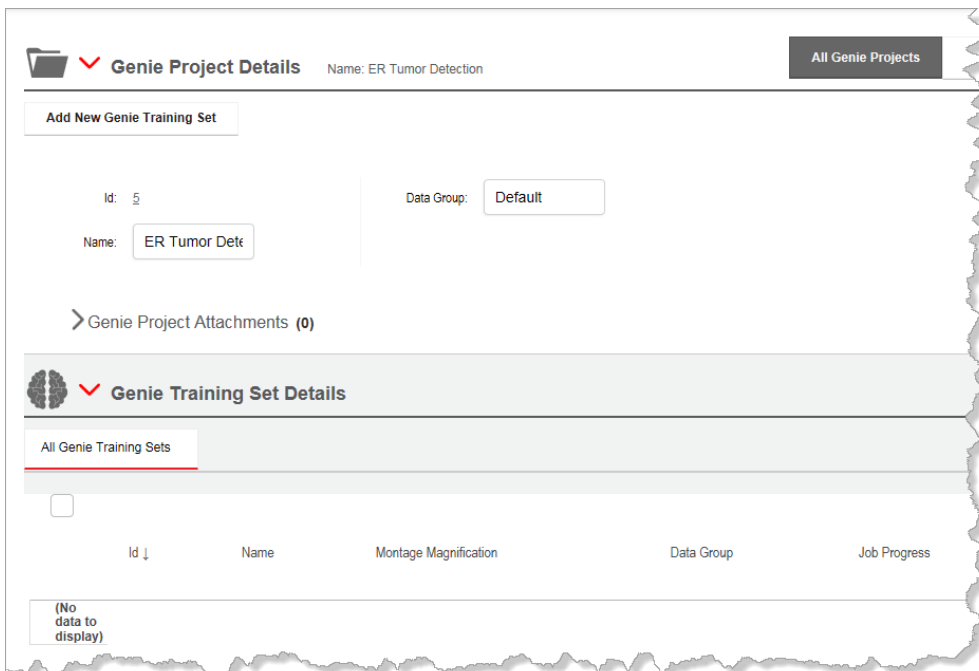 Genie Project Details Name: ER Tumor Detection All Genie Projects
Add New Genie Training Set
Id: 5 Data Group: Default
Name: ER Tumor Dete
Genie Project Attachments (0)
Genie Training Set Details
All Genie Training Sets
Id ↓ Name Montage Magnification Data Group Job Progress
(No
data to
display)